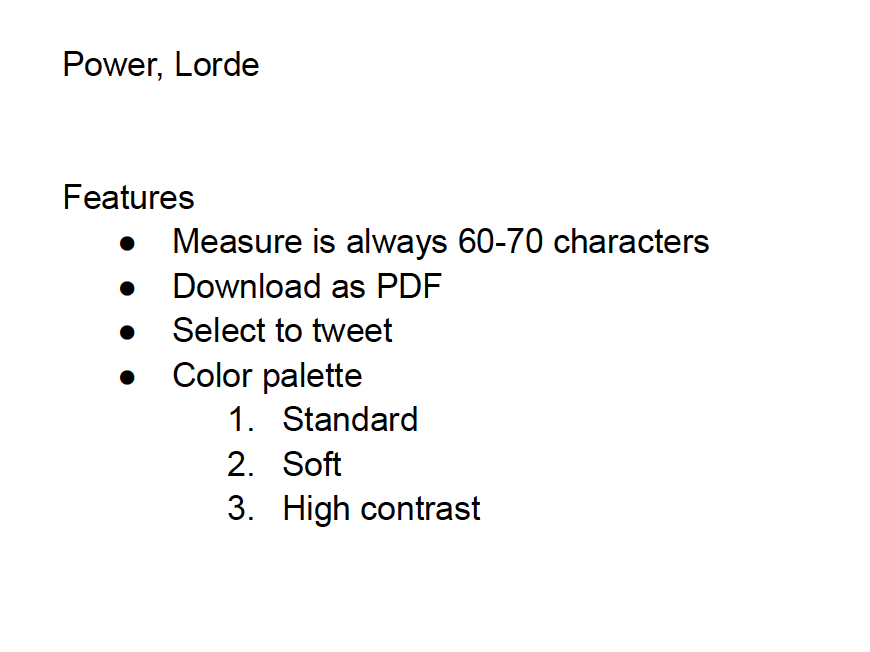 Power, Lorde
Features
● Measure is always 60-70 characters
● Download as PDF
● Select to tweet
● Color palette
1. Standard
2. Soft
3. High contrast